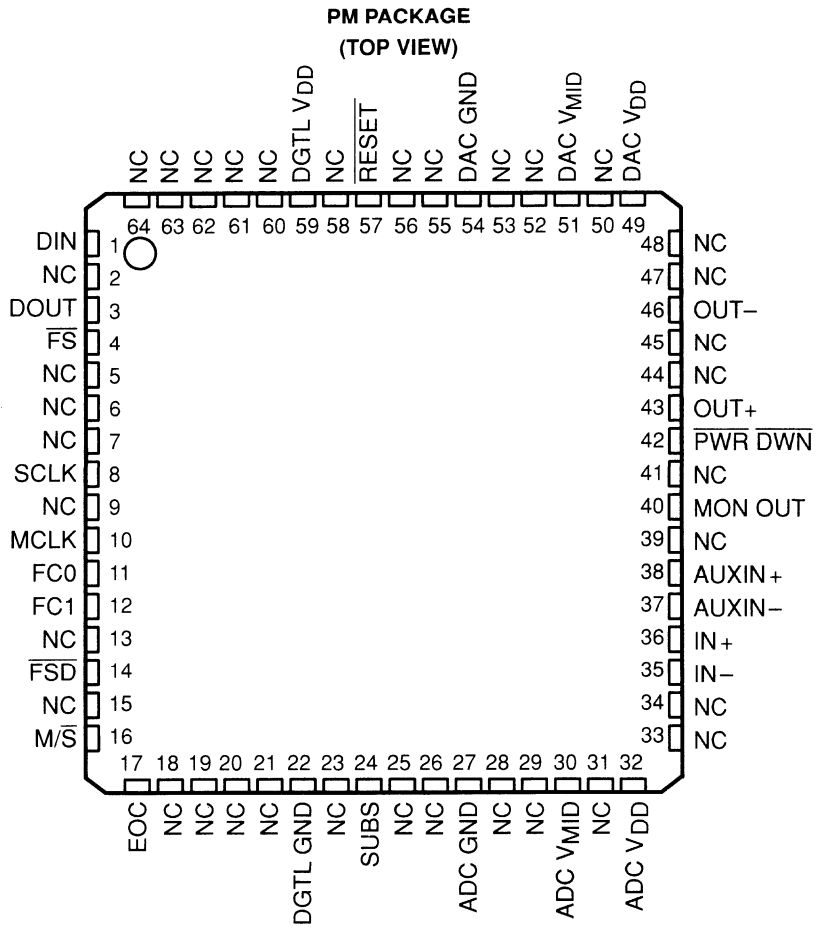 PM PACKAGE
(TOP VIEW)
NC NC NC NC NC DGTL VDD NC R̅E̅S̅E̅T̅ NC NC DAC GND NC NC DAC VMID NC DAC VDD
64 63 62 61 60 59 58 57 56 55 54 53 52 51 50 49
DIN 1 48 NC
NC 2 47 NC
DOUT 3 46 OUT–
F̅S̅ 4 45 NC
NC 5 44 NC
NC 6 43 OUT+
NC 7 42 P̅W̅R̅ D̅W̅N̅
SCLK 8 41 NC
NC 9 40 MON OUT
MCLK 10 39 NC
FC0 11 38 AUXIN+
FC1 12 37 AUXIN–
NC 13 36 IN+
F̅S̅D̅ 14 35 IN–
NC 15 34 NC
M/S̅ 16 33 NC
17 18 19 20 21 22 23 24 25 26 27 28 29 30 31 32
EOC NC NC NC NC DGTL GND NC SUBS NC NC ADC GND NC NC ADC VMID NC ADC VDD